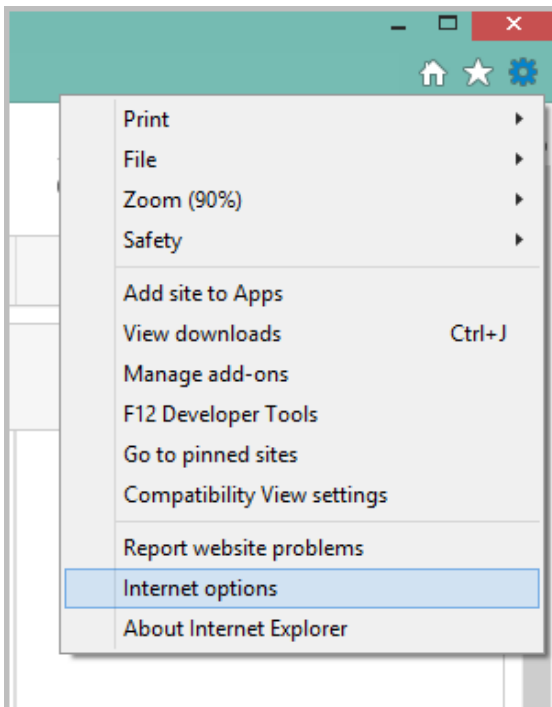 Print
File
Zoom (90%)
Safety
Add site to Apps
View downloads Ctrl+J
Manage add-ons
F12 Developer Tools
Go to pinned sites
Compatibility View settings
Report website problems
Internet options
About Internet Explorer